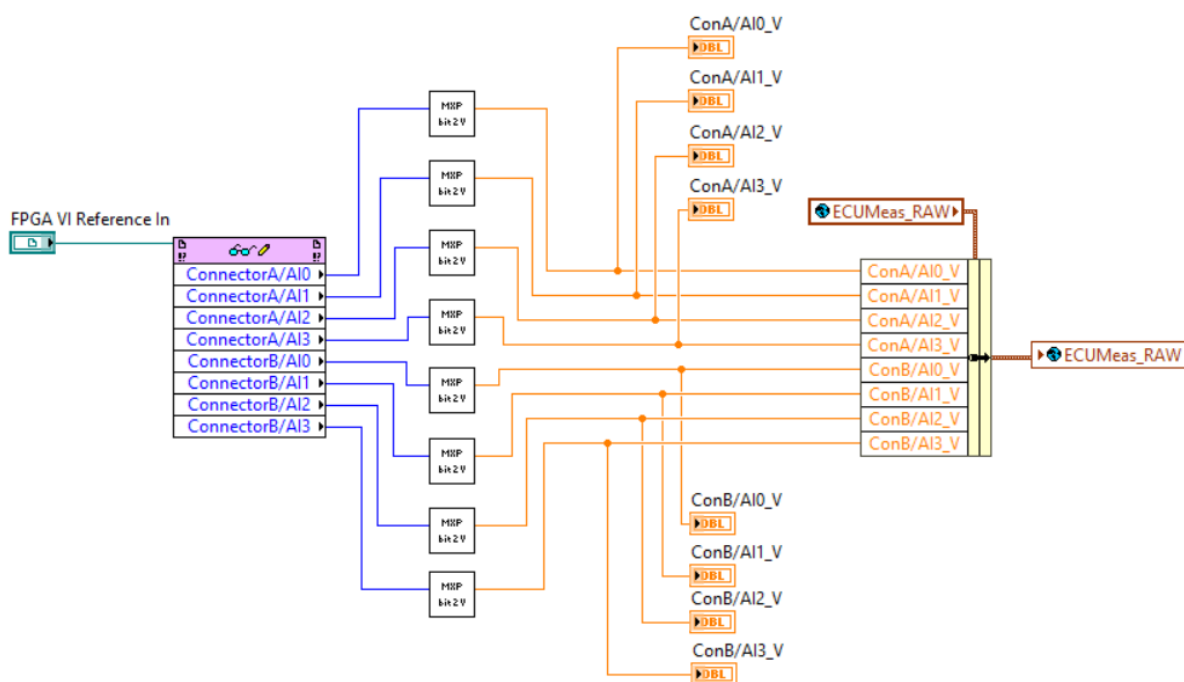 ConA/AI0_V
DBL
ConA/AI1_V
DBL
ConA/AI2_V
DBL
ConA/AI3_V
DBL
MXP
bit2V
MXP
bit2V
MXP
bit2V
MXP
bit2V
MXP
bit2V
MXP
bit2V
MXP
bit2V
MXP
bit2V
FPGA VI Reference In
!?
!?
ConnectorA/AI0
ConnectorA/AI1
ConnectorA/AI2
ConnectorA/AI3
ConnectorB/AI0
ConnectorB/AI1
ConnectorB/AI2
ConnectorB/AI3
ECUMeas_RAW
ConA/AI0_V
ConA/AI1_V
ConA/AI2_V
ConA/AI3_V
ConB/AI0_V
ConB/AI1_V
ConB/AI2_V
ConB/AI3_V
ECUMeas_RAW
ConB/AI0_V
DBL
ConB/AI1_V
DBL
ConB/AI2_V
DBL
ConB/AI3_V
DBL